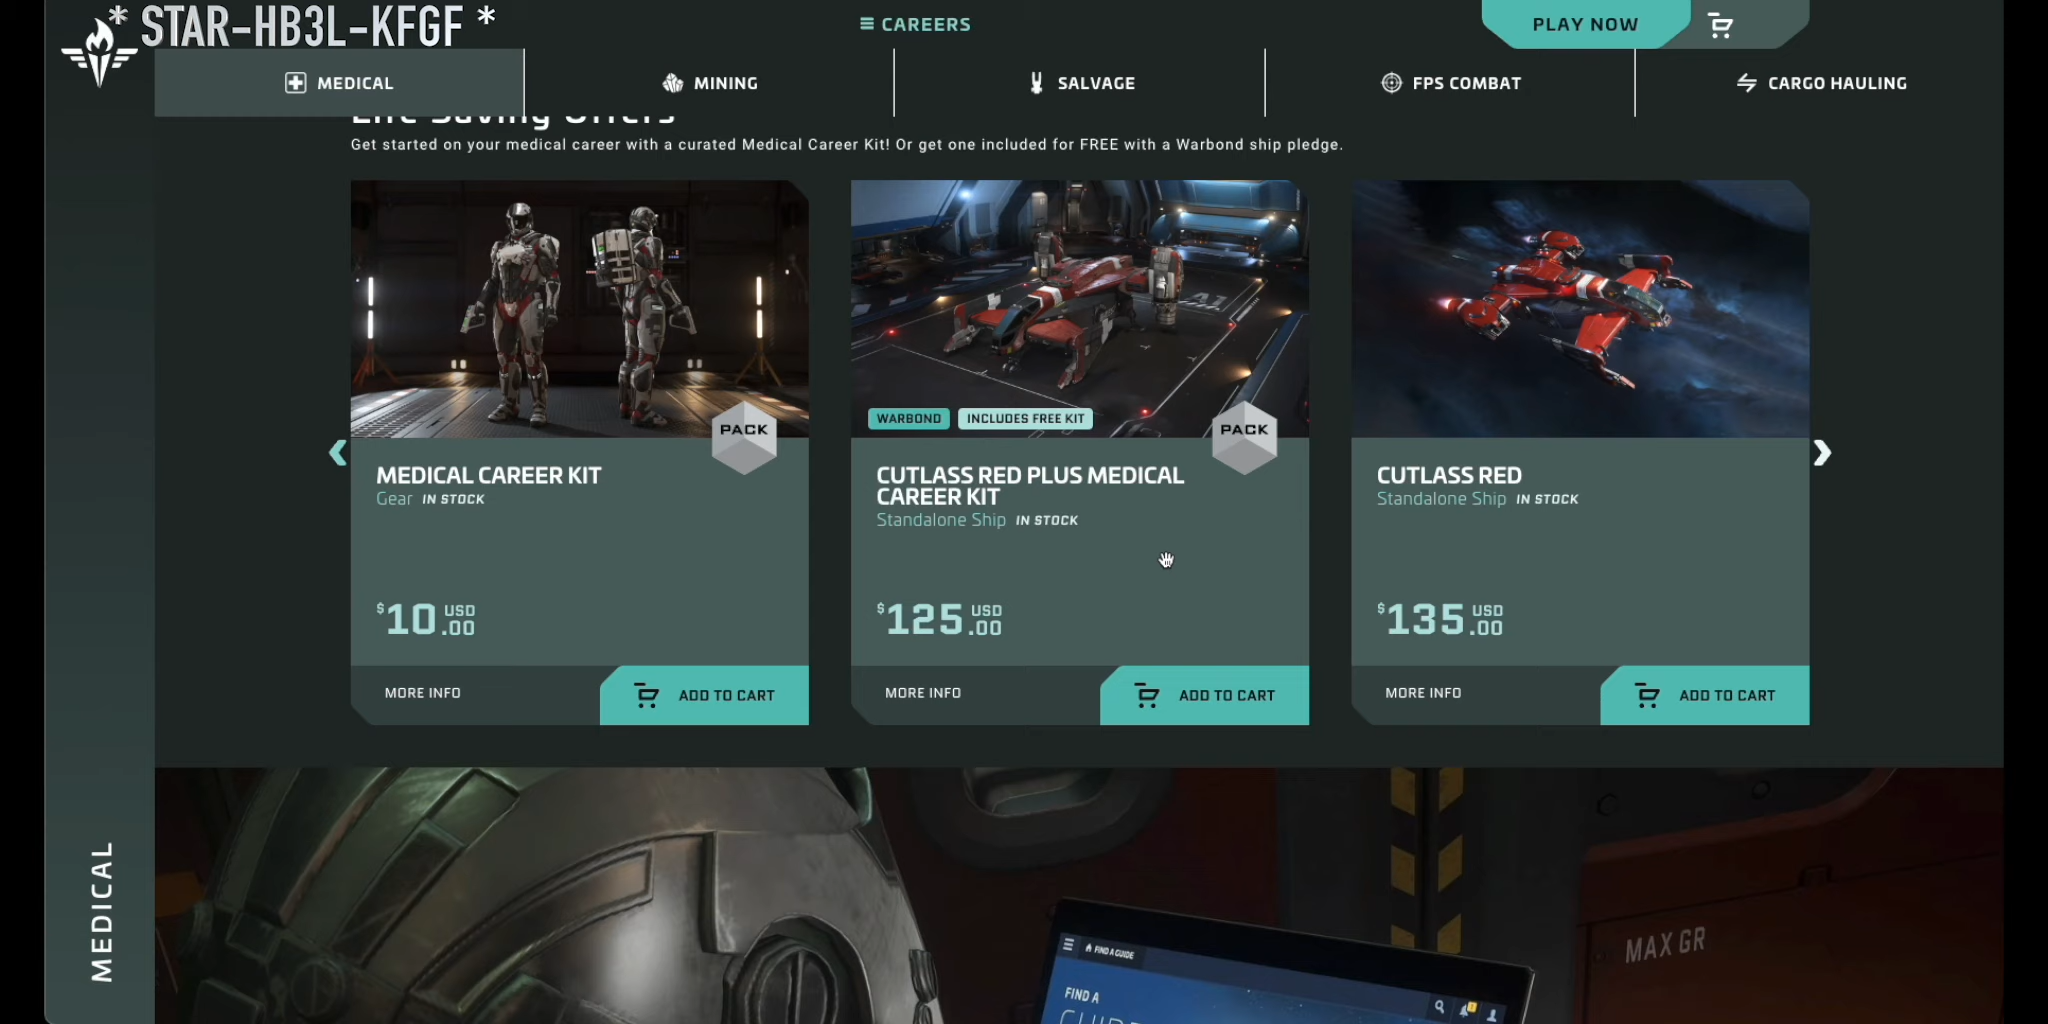 * STAR-HB3L-KFGF *
CAREERS
PLAY NOW
MEDICAL
MINING
SALVAGE
FPS COMBAT
CARGO HAULING
Life Saving Offers
Get started on your medical career with a curated Medical Career Kit! Or get one included for FREE with a Warbond ship pledge.
PACK
MEDICAL CAREER KIT
Gear IN STOCK
$10.00 USD
MORE INFO
ADD TO CART
WARBOND
INCLUDES FREE KIT
PACK
CUTLASS RED PLUS MEDICAL
CAREER KIT
Standalone Ship IN STOCK
$125.00 USD
MORE INFO
ADD TO CART
CUTLASS RED
Standalone Ship IN STOCK
$135.00 USD
MORE INFO
ADD TO CART
A1
MEDICAL
MAX GR
FIND A GUIDE
FIND A